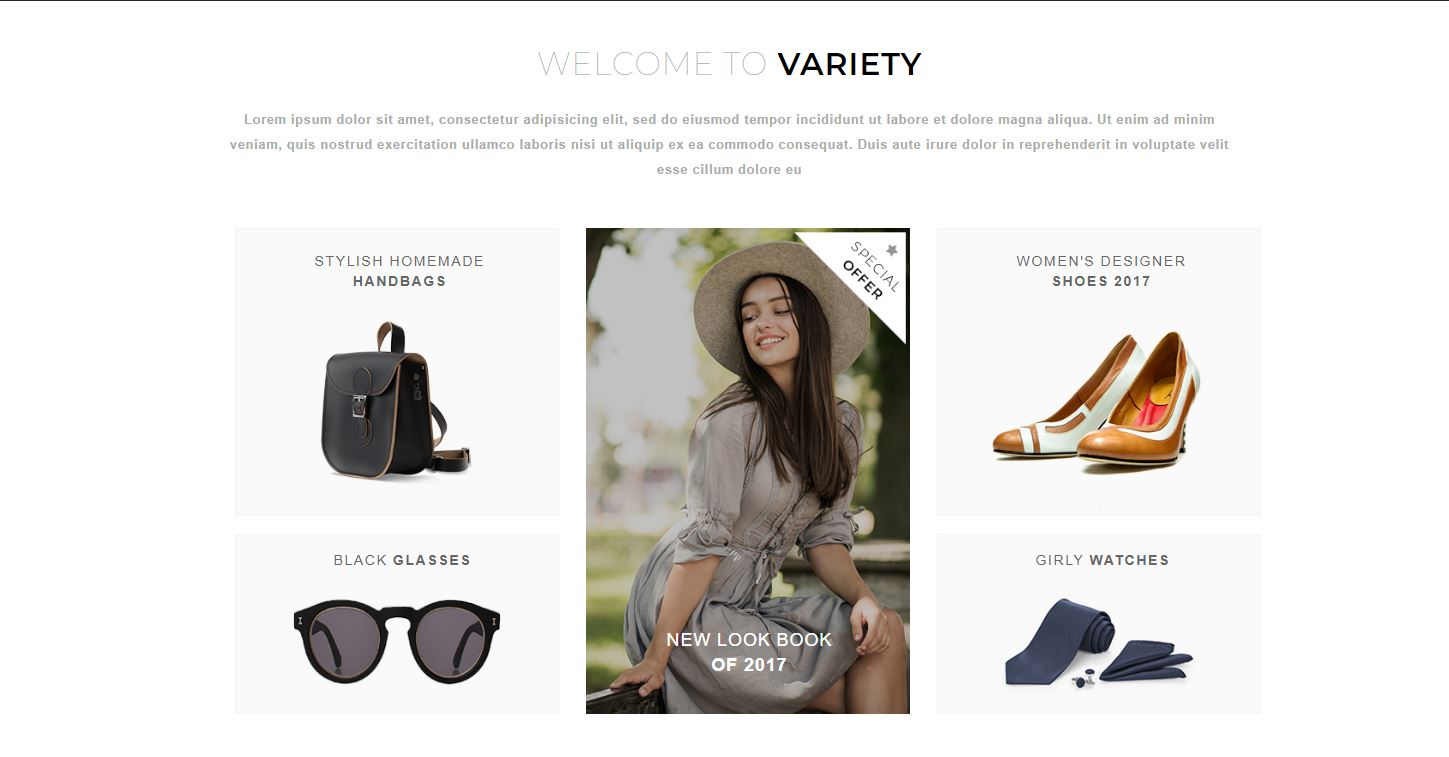 WELCOME TO VARIETY
Lorem ipsum dolor sit amet, consectetur adipisicing elit, sed do eiusmod tempor incididunt ut labore et dolore magna aliqua. Ut enim ad minim
veniam, quis nostrud exercitation ullamco laboris nisi ut aliquip ex ea commodo consequat. Duis aute irure dolor in reprehenderit in voluptate velit
esse cillum dolore eu
STYLISH HOMEMADE
HANDBAGS
BLACK GLASSES
SPECIAL
OFFER
NEW LOOK BOOK
OF 2017
WOMEN'S DESIGNER
SHOES 2017
GIRLY WATCHES